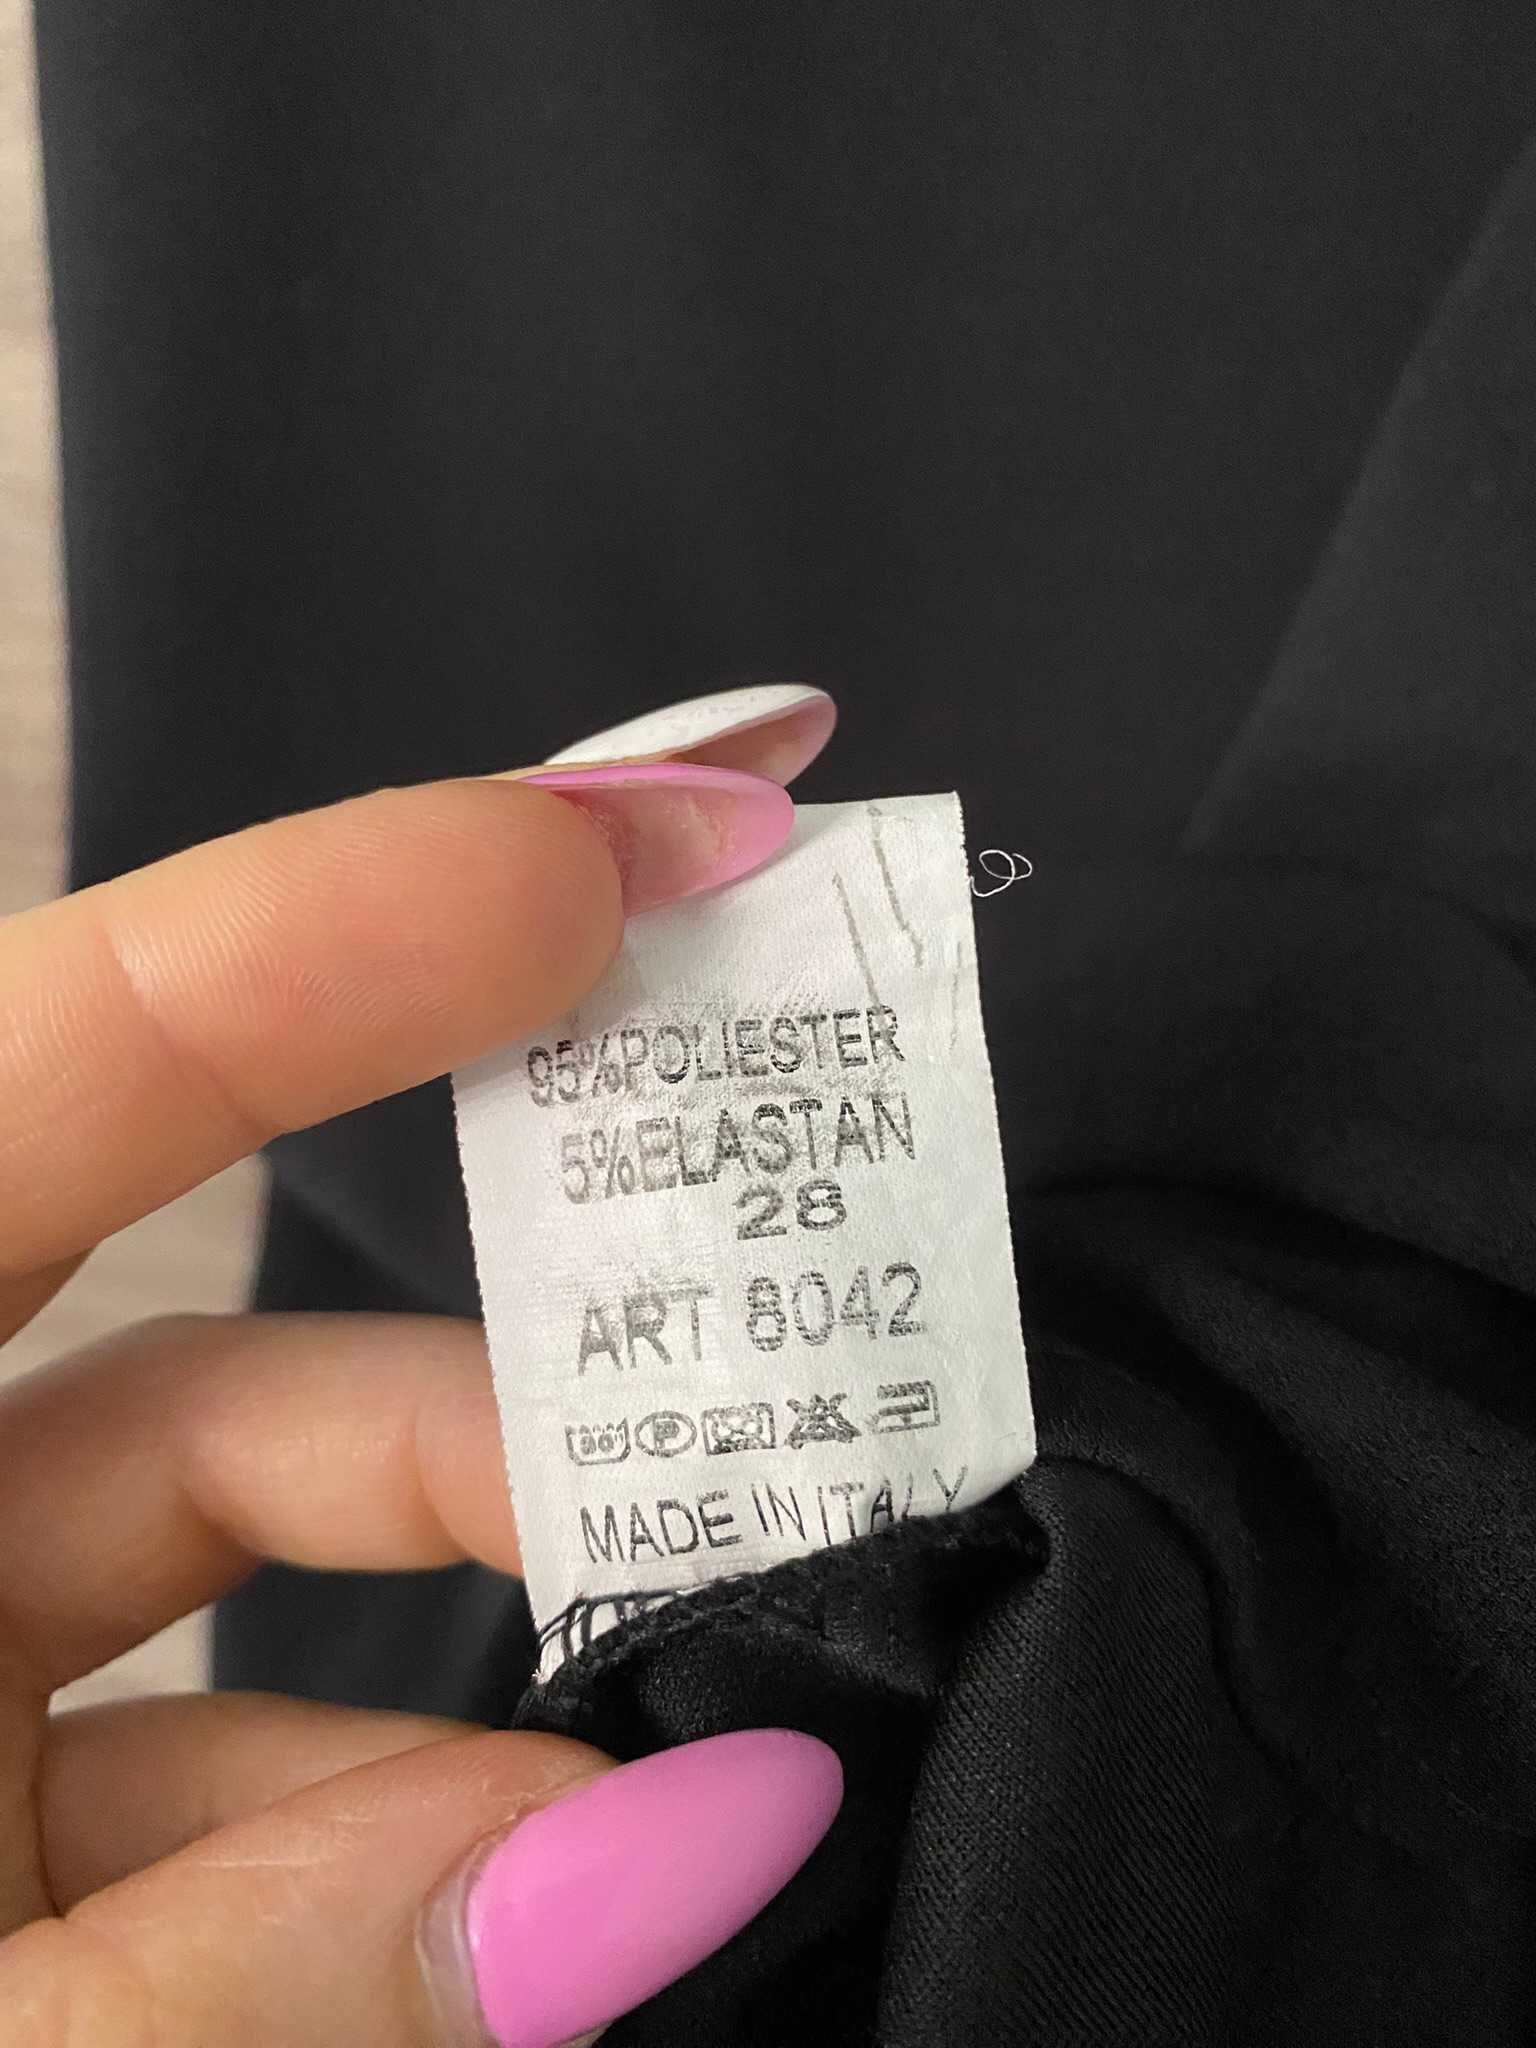 95%POLIESTER
5%ELASTAN
28
ART 8042
MADE IN ITALY